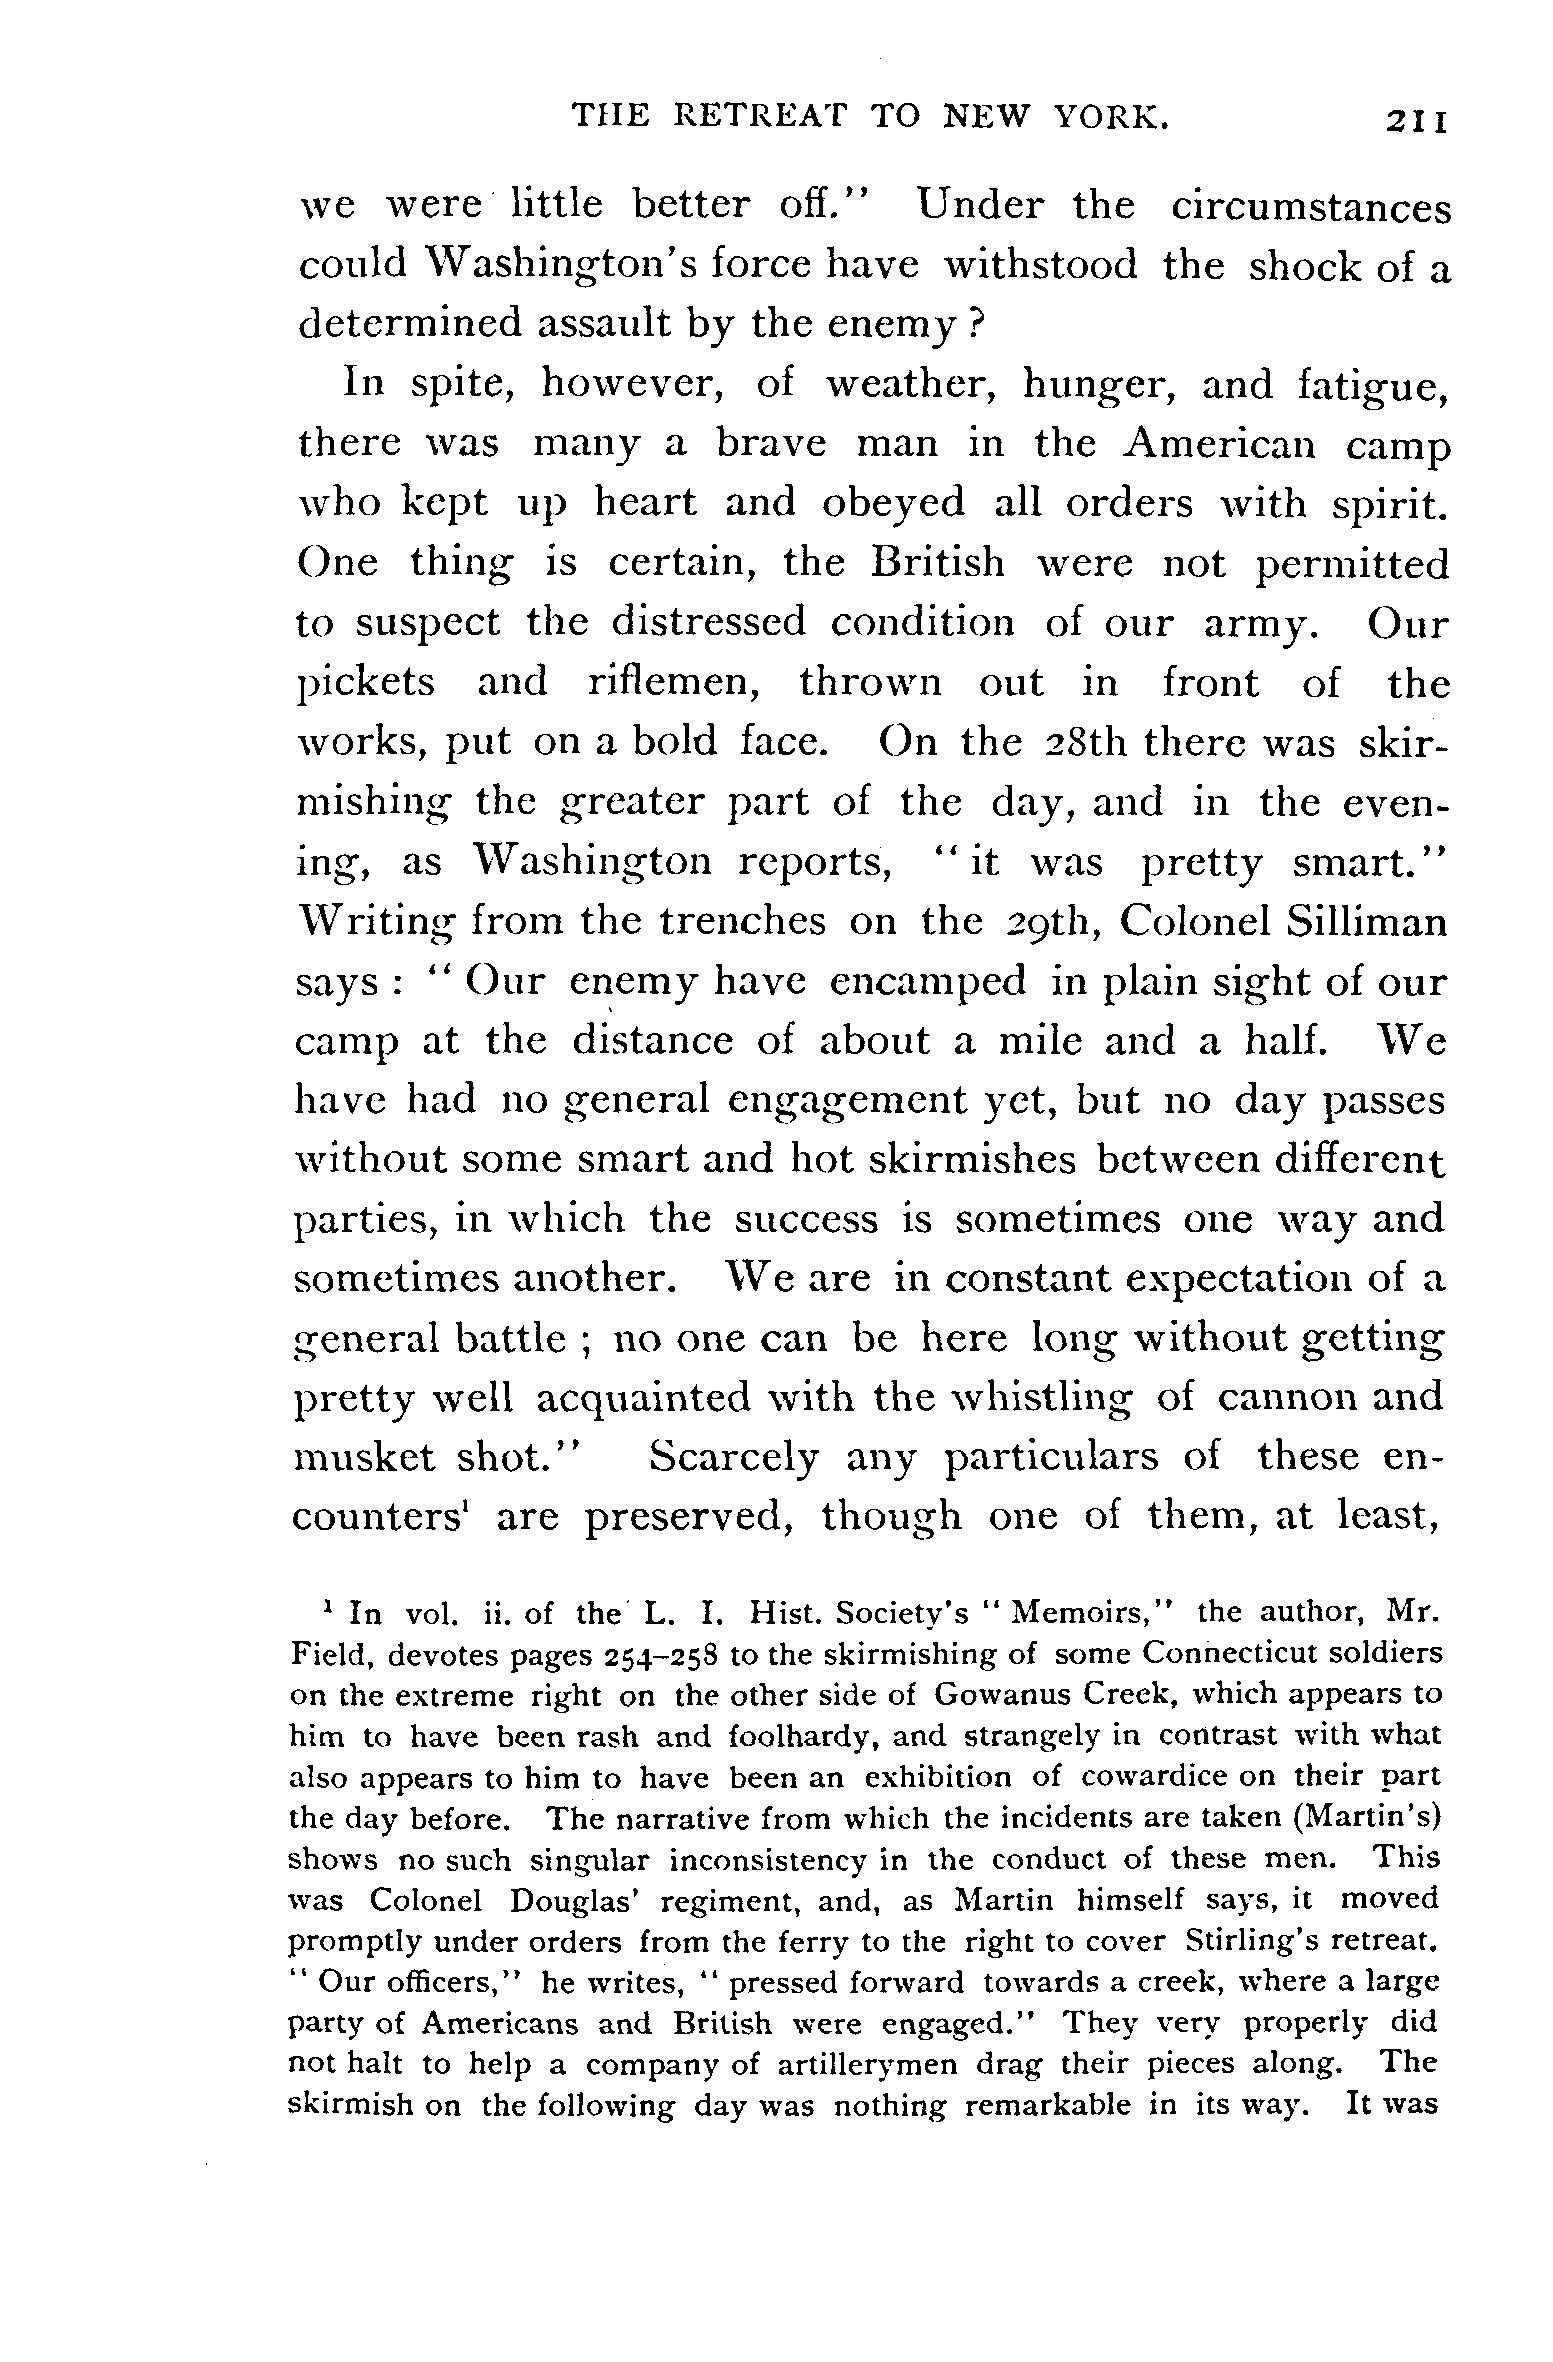 THE RETREAT TO NEW YORK. 211
we were little better off." Under the circumstances
could Washington's force have withstood the shock of a
determined assault by the enemy ?
In spite, however, of weather, hunger, and fatigue,
there was many a brave man in the American camp
who kept up heart and obeyed all orders with spirit.
One thing is certain, the British were not permitted
to suspect the distressed condition of our army. Our
pickets and riflemen, thrown out in front of the
works, put on a bold face. On the 28th there was skir-
mishing the greater part of the day, and in the even-
ing, as Washington reports, "it was pretty smart."
Writing from the trenches on the 29th, Colonel Silliman
says : "Our enemy have encamped in plain sight of our
camp at the distance of about a mile and a half. We
have had no general engagement yet, but no day passes
without some smart and hot skirmishes between different
parties, in which the success is sometimes one way and
sometimes another. We are in constant expectation of a
general battle ; no one can be here long without getting
pretty well acquainted with the whistling of cannon and
musket shot." Scarcely any particulars of these en-
counters¹ are preserved, though one of them, at least,
¹ In vol. ii. of the L. I. Hist. Society's "Memoirs," the author, Mr.
Field, devotes pages 254–258 to the skirmishing of some Connecticut soldiers
on the extreme right on the other side of Gowanus Creek, which appears to
him to have been rash and foolhardy, and strangely in contrast with what
also appears to him to have been an exhibition of cowardice on their part
the day before. The narrative from which the incidents are taken (Martin's)
shows no such singular inconsistency in the conduct of these men. This
was Colonel Douglas' regiment, and, as Martin himself says, it moved
promptly under orders from the ferry to the right to cover Stirling's retreat.
"Our officers," he writes, "pressed forward towards a creek, where a large
party of Americans and British were engaged." They very properly did
not halt to help a company of artillerymen drag their pieces along. The
skirmish on the following day was nothing remarkable in its way. It was